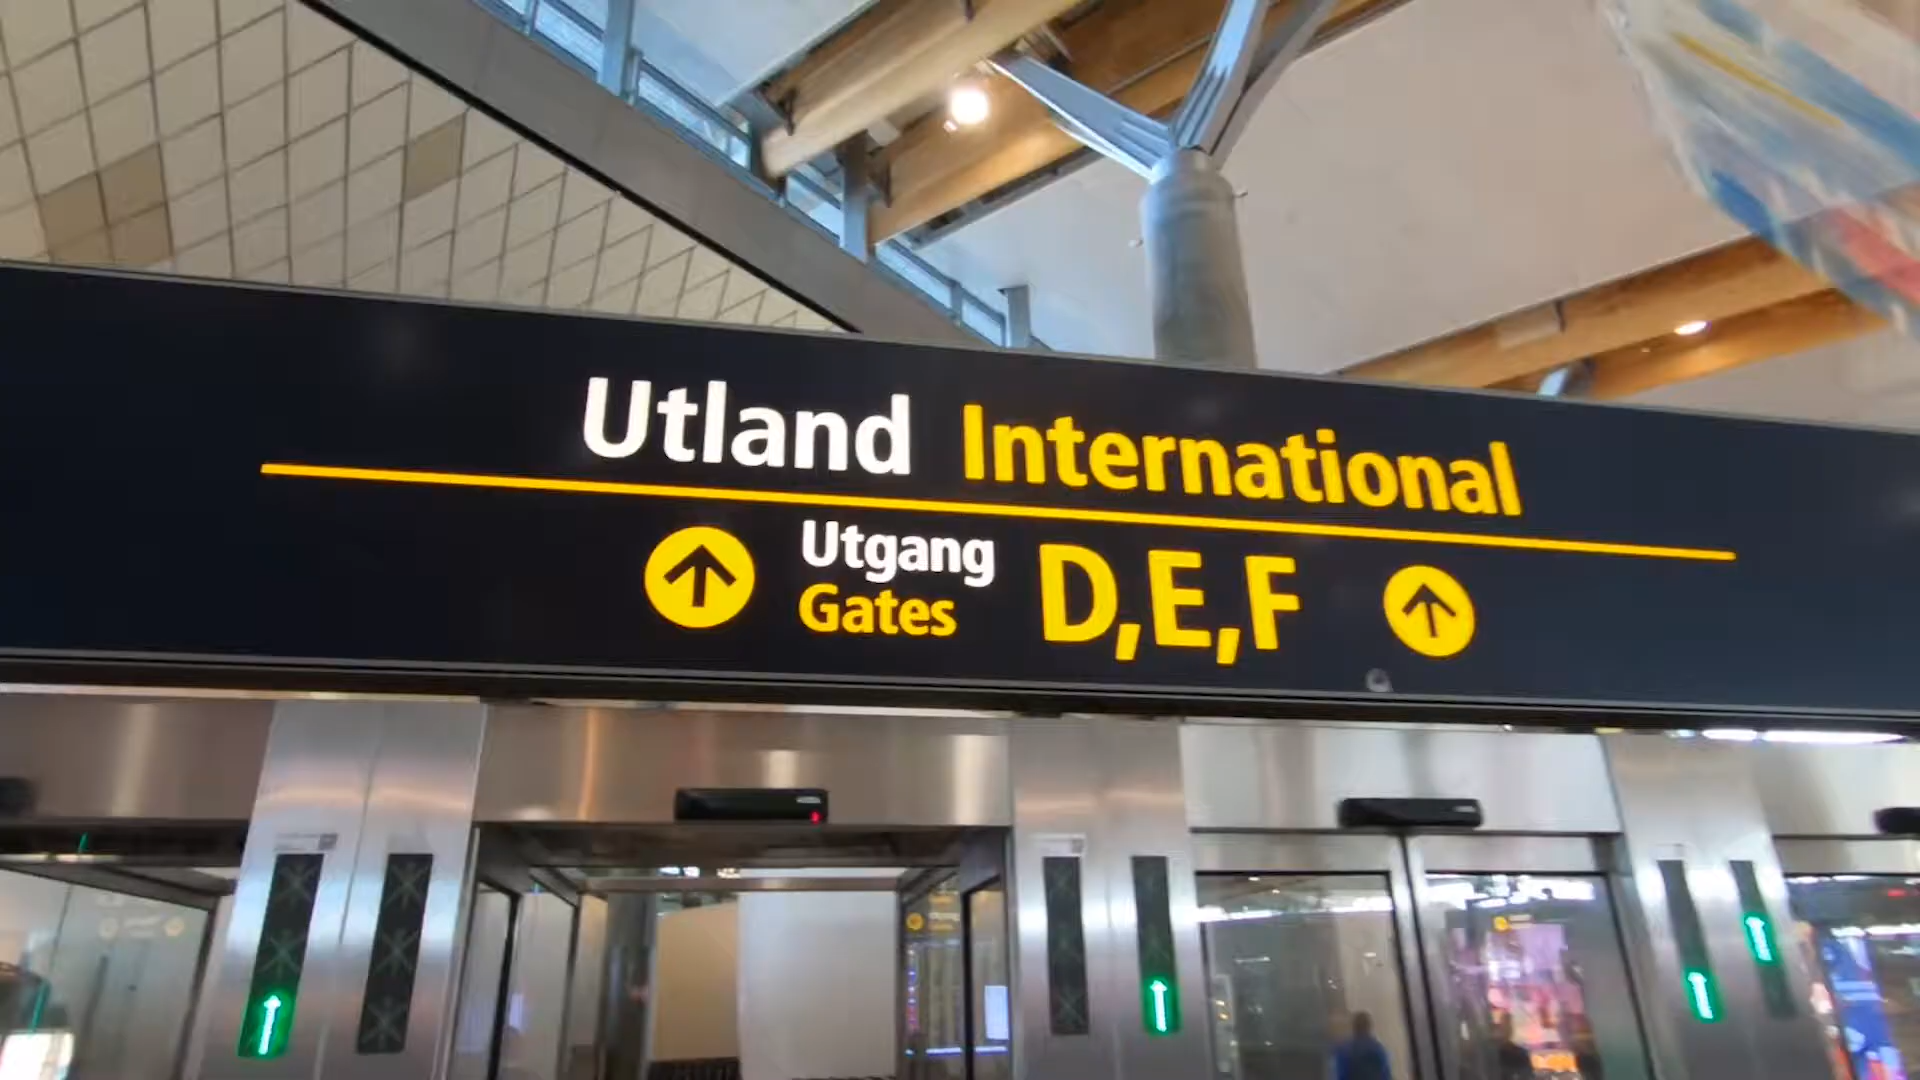 Utland International
Utgang
Gates
D,E,F